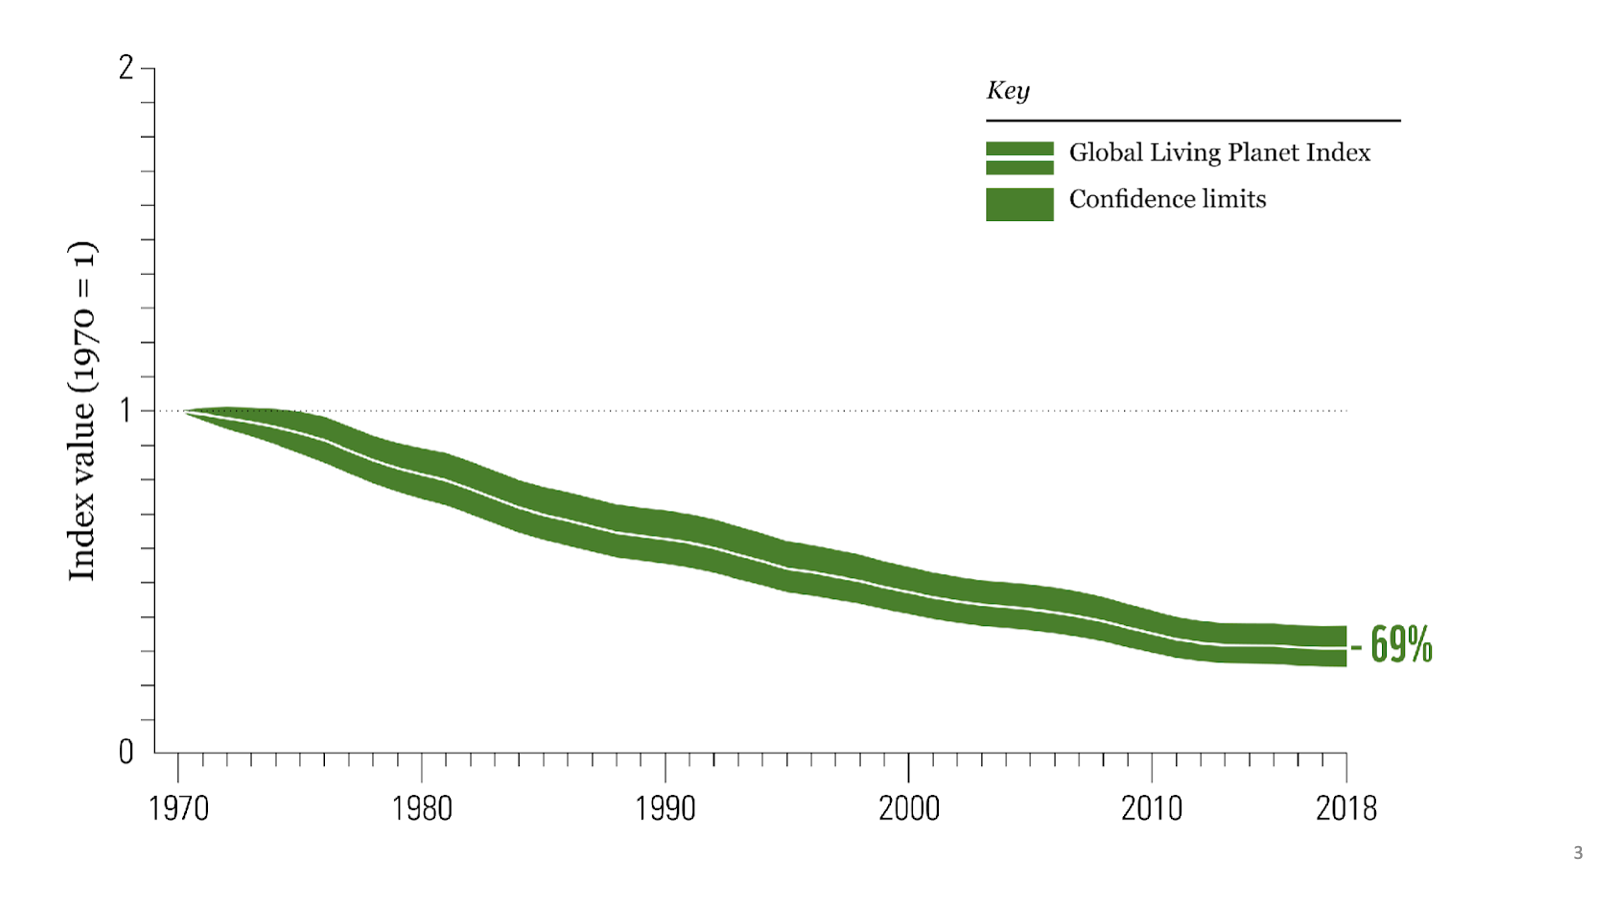 2
Key
Global Living Planet Index
Confidence limits
Index value (1970 = 1)
1
- 69%
0
1970 1980 1990 2000 2010 2018
3